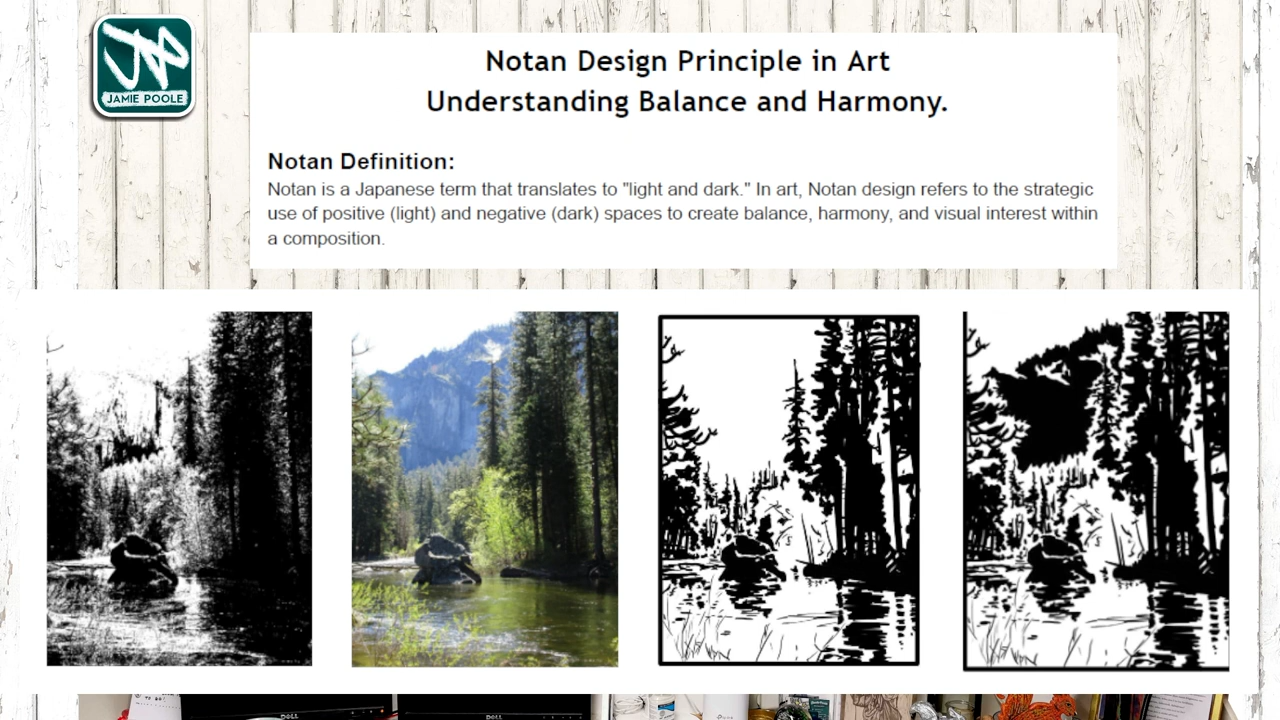 JAMIE POOLE
Notan Design Principle in Art
Understanding Balance and Harmony.
Notan Definition:
Notan is a Japanese term that translates to "light and dark." In art, Notan design refers to the strategic
use of positive (light) and negative (dark) spaces to create balance, harmony, and visual interest within
a composition.
DELL
DELL